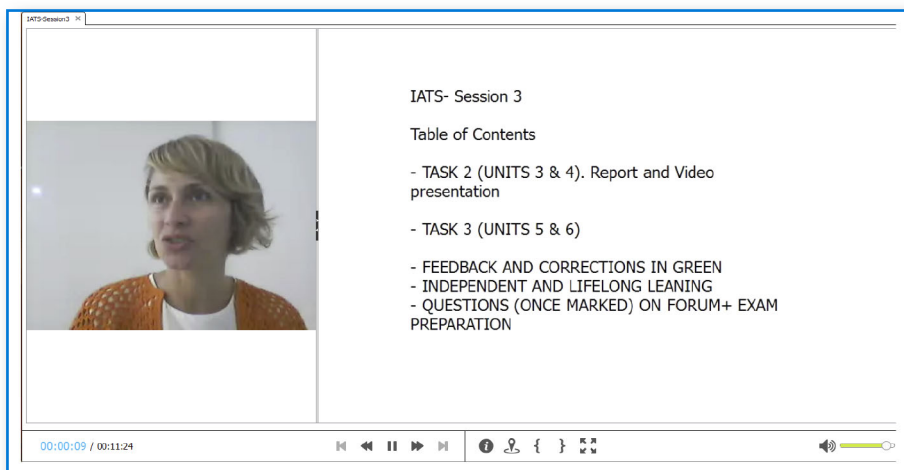 IATS-Session3
IATS- Session 3
Table of Contents
- TASK 2 (UNITS 3 & 4). Report and Video
presentation
- TASK 3 (UNITS 5 & 6)
- FEEDBACK AND CORRECTIONS IN GREEN
- INDEPENDENT AND LIFELONG LEANING
- QUESTIONS (ONCE MARKED) ON FORUM+ EXAM
PREPARATION
00:00:09 / 00:11:24